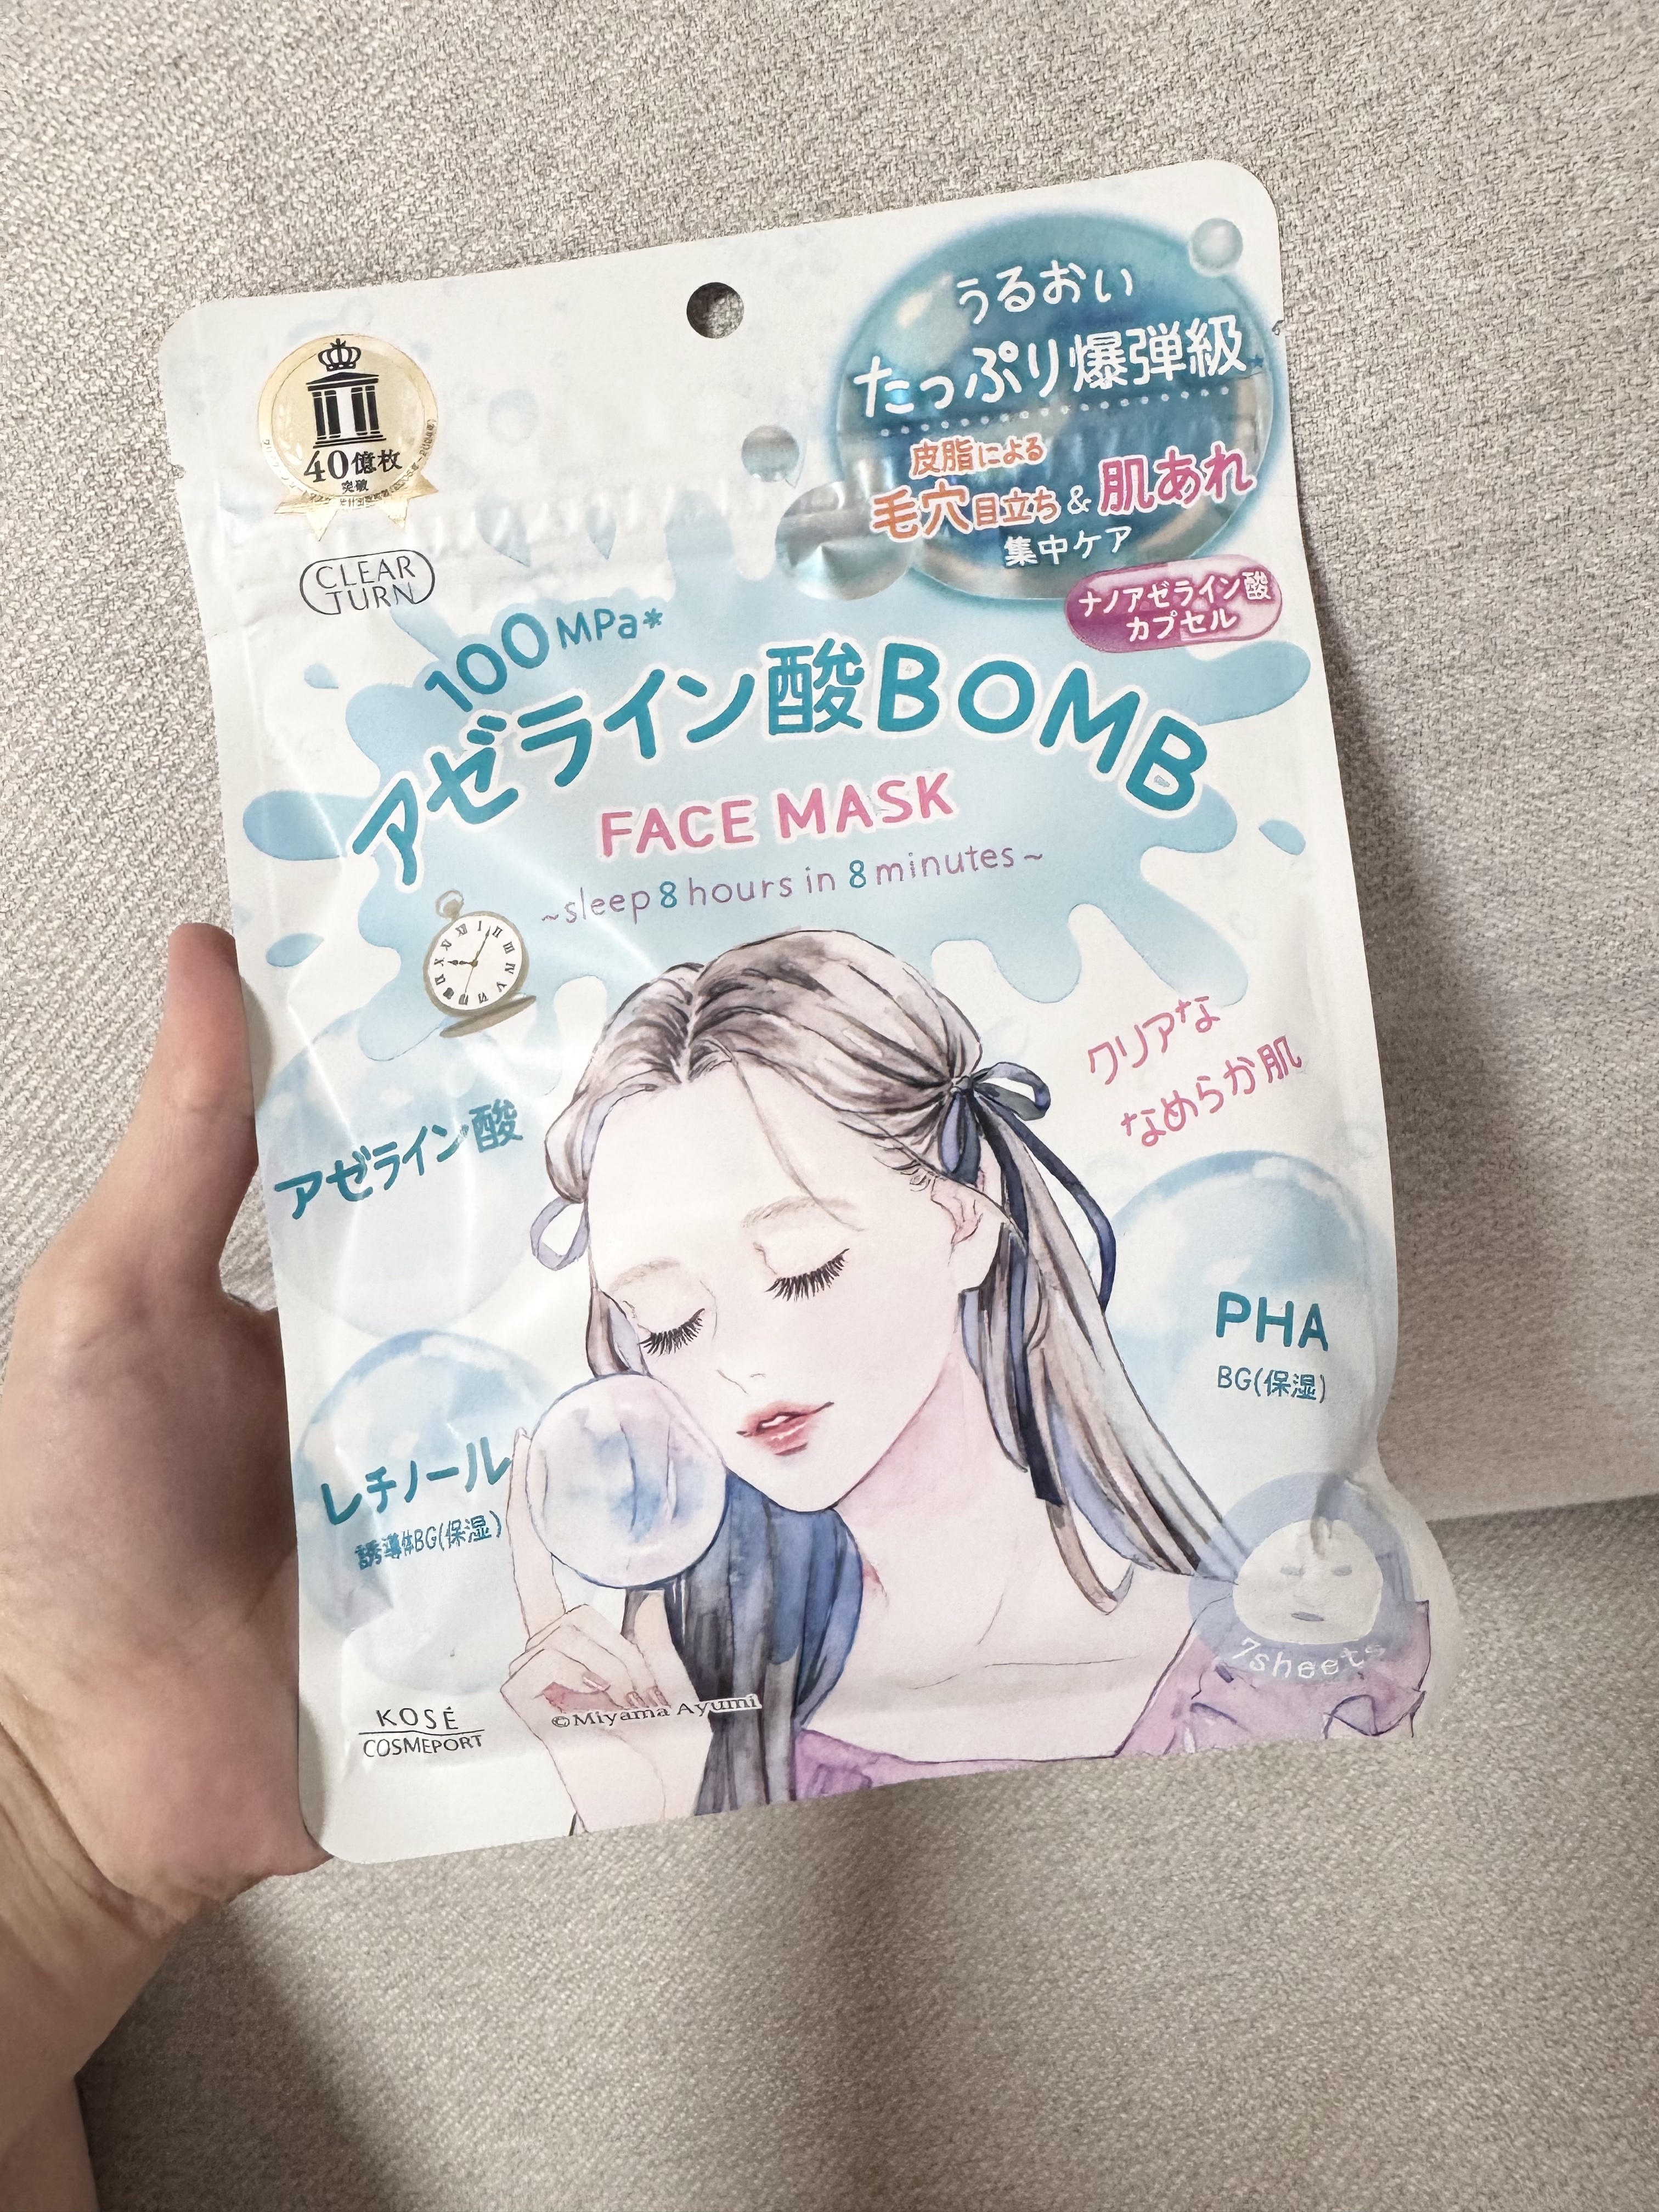 うるおい
たっぷり爆弾級
皮脂による
毛穴目立ち&肌あれ
集中ケア
ナノアゼライン酸
カプセル
40億枚
突破
CLEAR
TURN
100MPa*
アゼライン酸BOMB
FACE MASK
~sleep 8 hours in 8 minutes~
クリアな
なめらか肌
アゼライン酸
PHA
BG(保湿)
レチノール
誘導体BG(保湿)
7sheets
©Miyama Ayumi
KOSÉ
COSMEPORT